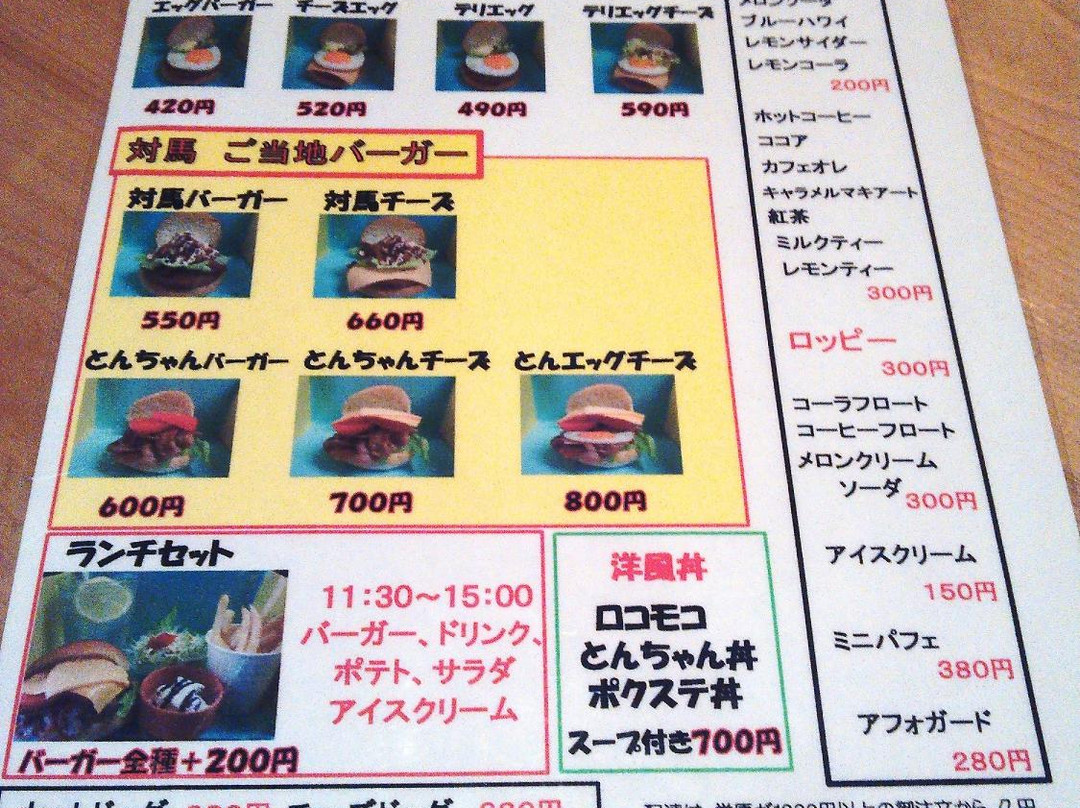 エッグバーガー チーズエッグ テリエッグ テリエッグチーズ
420円 520円 490円 590円
対馬 ご当地バーガー
対馬バーガー 対馬チーズ
550円 660円
とんちゃんバーガー とんちゃんチーズ とんエッグチーズ
600円 700円 800円
ランチセット
11:30～15:00
バーガー、ドリンク、
ポテト、サラダ
アイスクリーム
バーガー全種＋200円
洋風丼
ロコモコ
とんちゃん丼
ポクステ丼
スープ付き700円
メロンソーダ
ブルーハワイ
レモンサイダー
レモンコーラ
200円
ホットコーヒー
ココア
カフェオレ
キャラメルマキアート
紅茶
ミルクティー
レモンティー
300円
ロッピー
300円
コーラフロート
コーヒーフロート
メロンクリーム
ソーダ 300円
アイスクリーム
150円
ミニパフェ
380円
アフォガード
280円